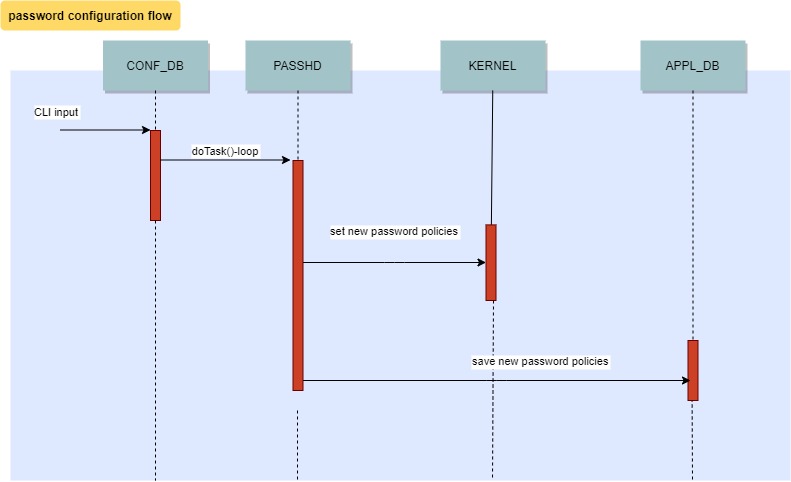 password configuration flow
CONF_DB
PASSHD
KERNEL
APPL_DB
CLI input
doTask()-loop
set new password policies
save new password policies